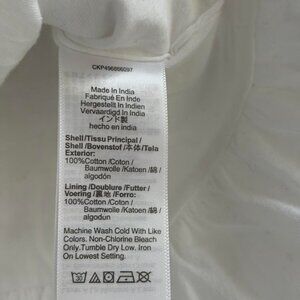 CKP496866097
Made In India
Fabriqué En Inde
Hergestellt In Indien
Vervaardigd In India
インド製
hecho en india
Shell/Tissu Principal /
Shell /Bovenstof /本体/Tela
Exterior:
100%Cotton /Coton /
Baumwolle /Katoen /綿 /
algodón
Lining /Doublure /Futter /
Voering /裏地 /Forro:
100%Cotton /Coton /
Baumwolle /Katoen /綿 /
algodón
Machine Wash Cold With Like
Colors. Non-Chlorine Bleach
Only.Tumble Dry Low. Iron
On Lowest Setting.